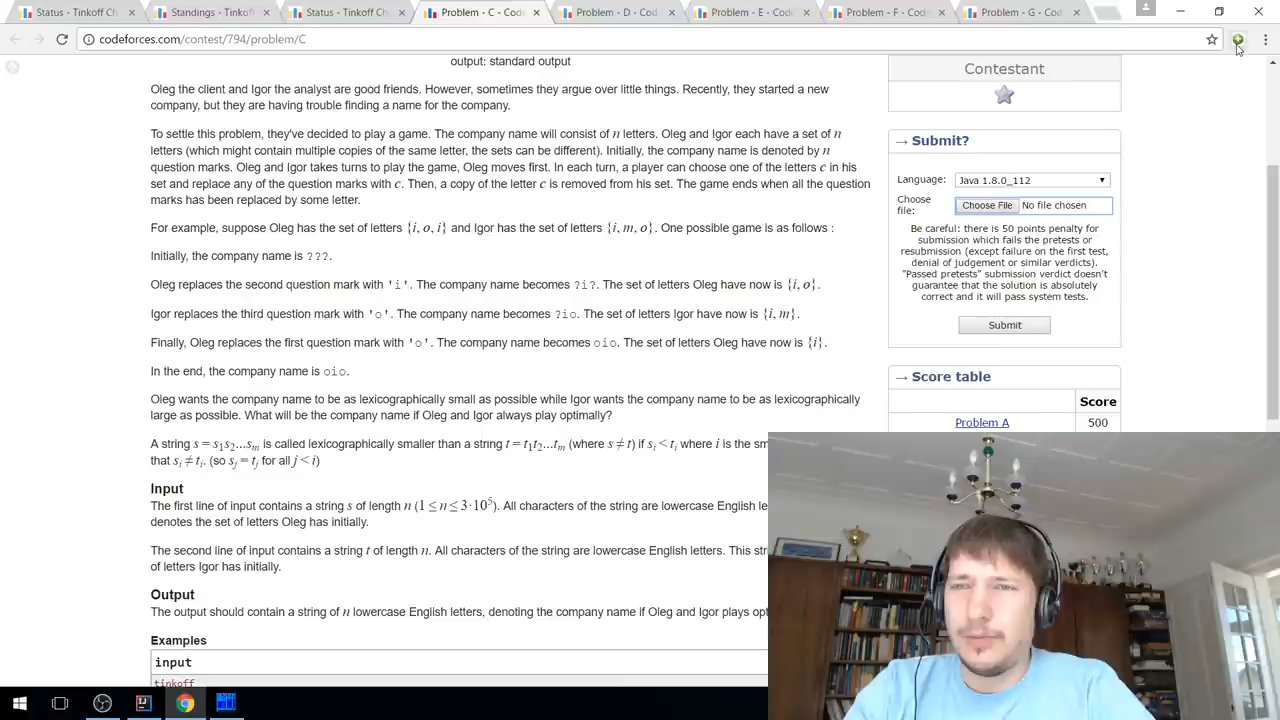 Status - Tinkoff Ch
Standings - Tinkoff
Status - Tinkoff Ch
Problem - C - Code
Problem - D - Code
Problem - E - Code
Problem - F - Code
Problem - G - Code
codeforces.com/contest/794/problem/C
output: standard output
Oleg the client and Igor the analyst are good friends. However, sometimes they argue over little things. Recently, they started a new
company, but they are having trouble finding a name for the company.
To settle this problem, they've decided to play a game. The company name will consist of n letters. Oleg and Igor each have a set of n
letters (which might contain multiple copies of the same letter, the sets can be different). Initially, the company name is denoted by n
question marks. Oleg and Igor takes turns to play the game, Oleg moves first. In each turn, a player can choose one of the letters c in his
set and replace any of the question marks with c. Then, a copy of the letter c is removed from his set. The game ends when all the question
marks has been replaced by some letter.
For example, suppose Oleg has the set of letters {i, o, i} and Igor has the set of letters {i, m, o}. One possible game is as follows :
Initially, the company name is ???.
Oleg replaces the second question mark with 'i'. The company name becomes ?i?. The set of letters Oleg have now is {i, o}.
Igor replaces the third question mark with 'o'. The company name becomes ?io. The set of letters Igor have now is {i, m}.
Finally, Oleg replaces the first question mark with 'o'. The company name becomes oio. The set of letters Oleg have now is {i}.
In the end, the company name is oio.
Oleg wants the company name to be as lexicographically small as possible while Igor wants the company name to be as lexicographically
large as possible. What will be the company name if Oleg and Igor always play optimally?
A string s = s1s2...sm is called lexicographically smaller than a string t = t1t2...tm (where s ≠ t) if si < ti where i is the sm
that si ≠ ti. (so sj = tj for all j < i)
Input
The first line of input contains a string s of length n (1 ≤ n ≤ 3·10^5). All characters of the string are lowercase English le
denotes the set of letters Oleg has initially.
The second line of input contains a string t of length n. All characters of the string are lowercase English letters. This str
of letters Igor has initially.
Output
The output should contain a string of n lowercase English letters, denoting the company name if Oleg and Igor plays opt
Examples
input
tinkoff
Contestant
→ Submit?
Language: Java 1.8.0_112
Choose
file: Choose File No file chosen
Be careful: there is 50 points penalty for
submission which fails the pretests or
resubmission (except failure on the first test,
denial of judgement or similar verdicts).
"Passed pretests" submission verdict doesn't
guarantee that the solution is absolutely
correct and it will pass system tests.
Submit
→ Score table
Score
Problem A 500